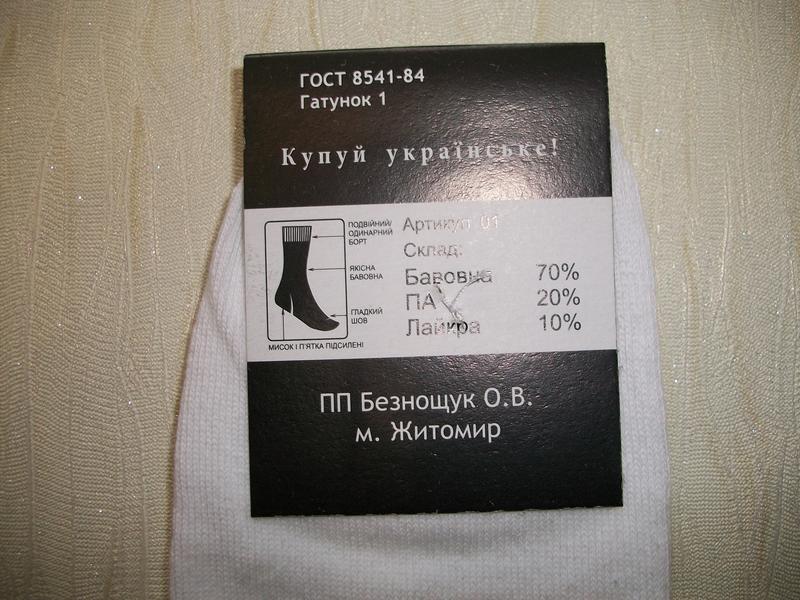 ГОСТ 8541-84
Гатунок 1
Купуй українське!
ПОДВІЙНИЙ/
ОДИНАРНИЙ
БОРТ
ЯКІСНА
БАВОВНА
ГЛАДКИЙ
ШОВ
МИСОК І П'ЯТКА ПІДСИЛЕНІ
Артикул 01
Склад:
Бавовна 70%
ПА 20%
Лайкра 10%
ПП Безнощук О.В.
м. Житомир